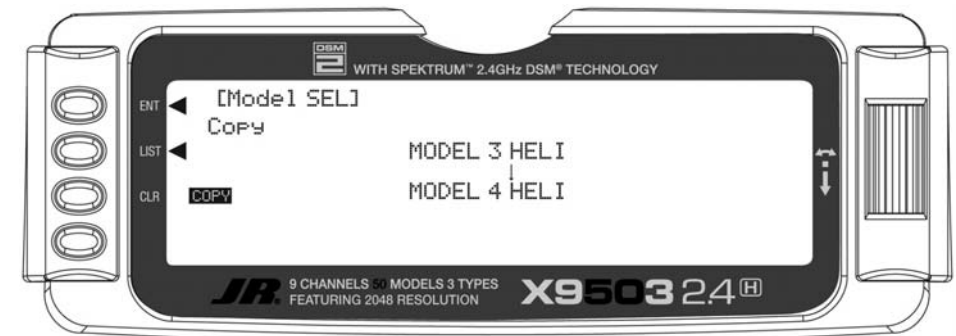 DSM
2
WITH SPEKTRUM™ 2.4GHz DSM® TECHNOLOGY
ENT
[Model SEL]
Copy
LIST
MODEL 3 HELI
↓
MODEL 4 HELI
CLR
COPY
JR.
9 CHANNELS 50 MODELS 3 TYPES
FEATURING 2048 RESOLUTION
X9503 2.4 H